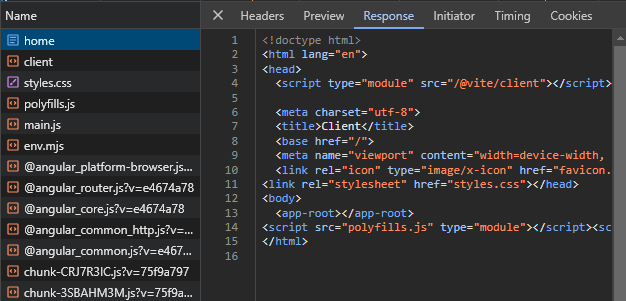 Name
home
client
styles.css
polyfills.js
main.js
env.mjs
@angular_platform-browser.js...
@angular_router.js?v=e4674a78
@angular_core.js?v=e4674a78
@angular_common_http.js?v=e...
@angular_common.js?v=e467...
chunk-CRJ7R3IC.js?v=75f9a797
chunk-3SBAHM3M.js?v=75f9a...
Headers Preview Response Initiator Timing Cookies
1 <!doctype html>
2 <html lang="en">
3 <head>
4 <script type="module" src="/@vite/client"></script>
5
6 <meta charset="utf-8">
7 <title>Client</title>
8 <base href="/">
9 <meta name="viewport" content="width=device-width,
10 <link rel="icon" type="image/x-icon" href="favicon.
11 <link rel="stylesheet" href="styles.css"></head>
12 <body>
13 <app-root></app-root>
14 <script src="polyfills.js" type="module"></script><sc
15 </html>
16